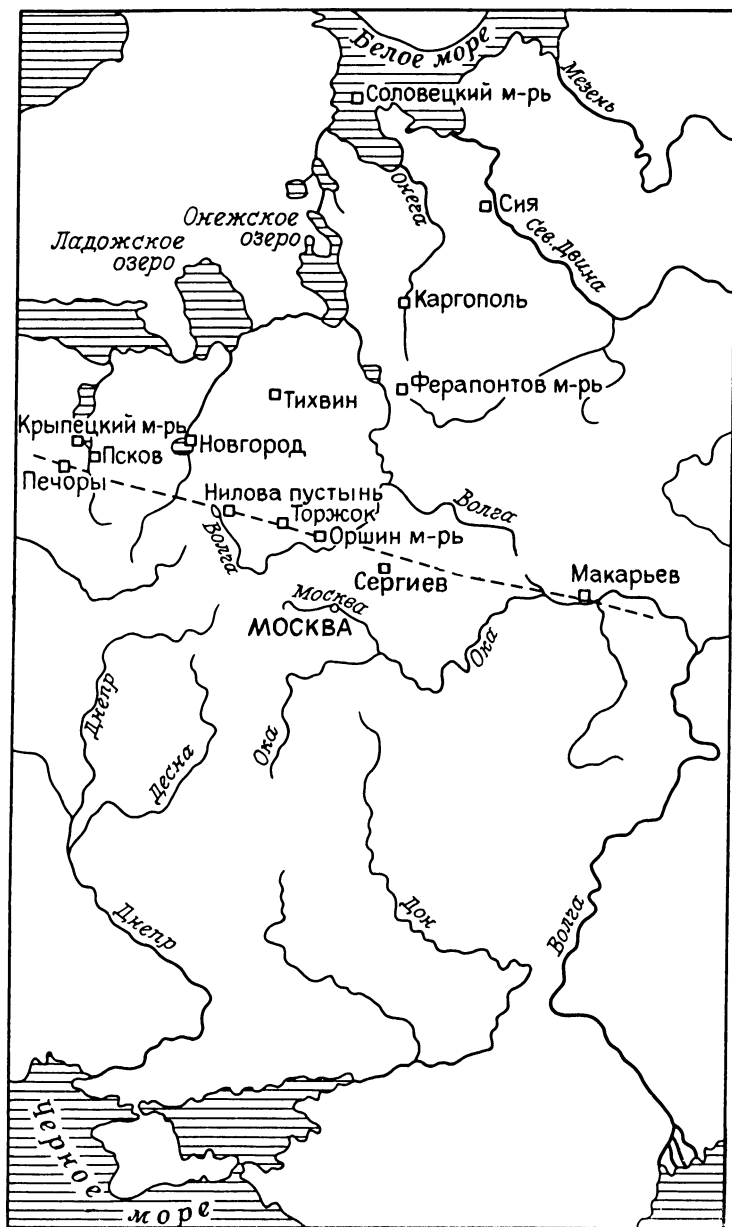 Белое море
Мезень
Соловецкий м-рь
Онега
Сия
Онежское
озеро
Сев. Двина
Ладожское
озеро
Каргополь
Ферапонтов м-рь
Тихвин
Крыпецкий м-рь
Новгород
Псков
Печоры
Нилова пустынь
Волга
Торжок
Волга
Оршин м-рь
Сергиев
Макарьев
Москва
МОСКВА
Ока
Днепр
Ока
Десна
Днепр
Дон
Волга
Черное
море